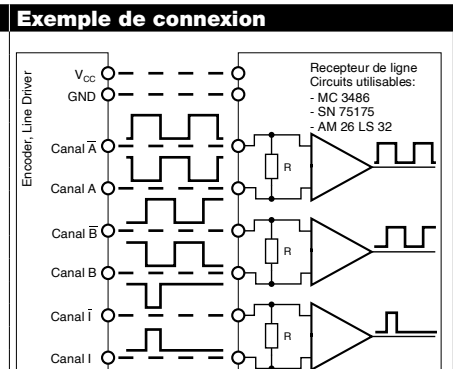 Exemple de connexion
Encoder, Line Driver
V_CC
GND
Canal A̅
Canal A
Canal B̅
Canal B
Canal I̅
Canal I
Recepteur de ligne
Circuits utilisables:
- MC 3486
- SN 75175
- AM 26 LS 32
R
R
R